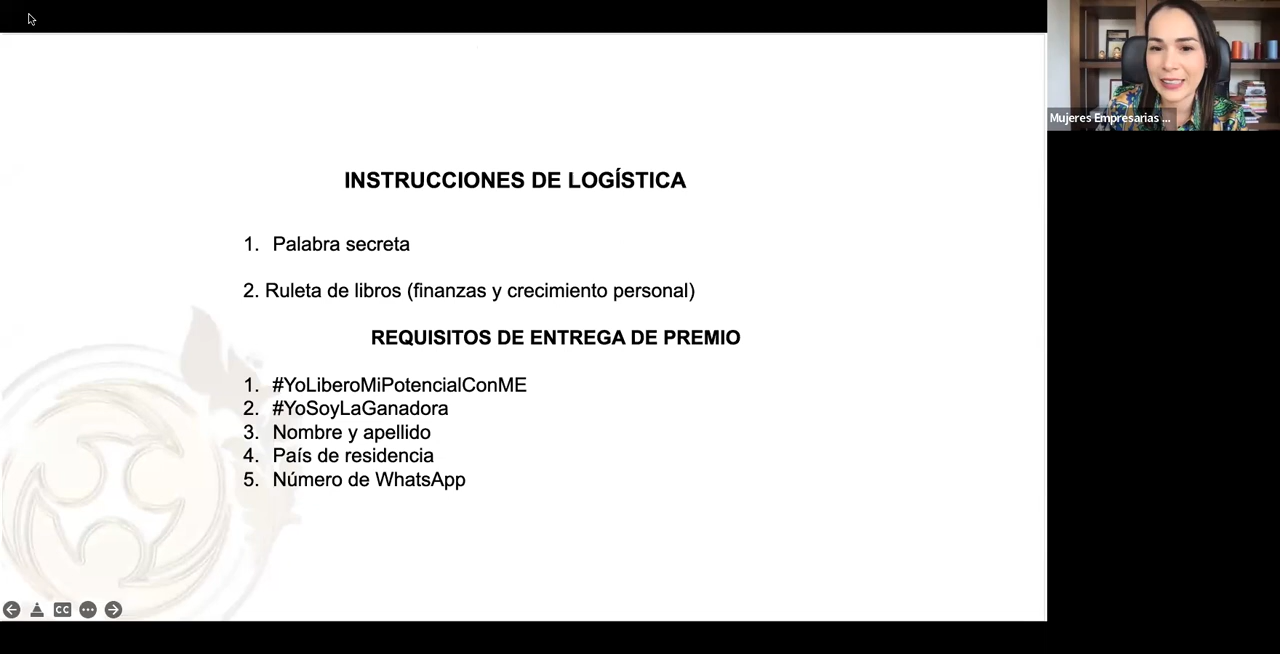 Mujeres Empresarias ...
INSTRUCCIONES DE LOGÍSTICA
1. Palabra secreta
2. Ruleta de libros (finanzas y crecimiento personal)
REQUISITOS DE ENTREGA DE PREMIO
1. #YoLiberoMiPotencialConME
2. #YoSoyLaGanadora
3. Nombre y apellido
4. País de residencia
5. Número de WhatsApp
CC